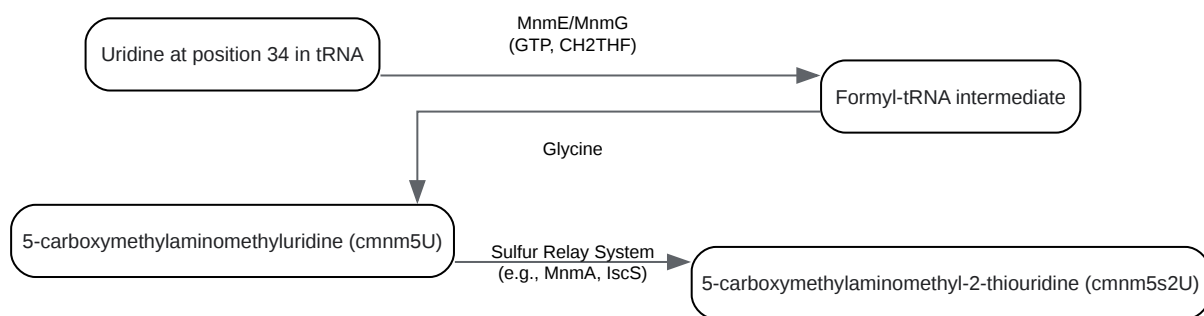 MnmE/MnmG
(GTP, CH2THF)
Uridine at position 34 in tRNA
Formyl-tRNA intermediate
Glycine
5-carboxymethylaminomethyluridine (cmnm5U)
Sulfur Relay System
(e.g., MnmA, IscS)
5-carboxymethylaminomethyl-2-thiouridine (cmnm5s2U)